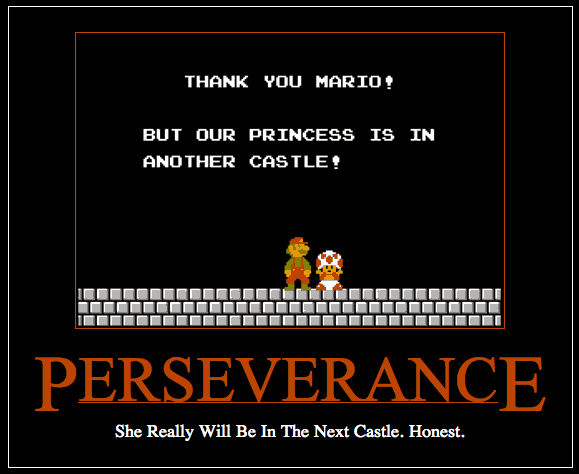 THANK YOU MARIO!
BUT OUR PRINCESS IS IN
ANOTHER CASTLE!
PERSEVERANCE
She Really Will Be In The Next Castle. Honest.